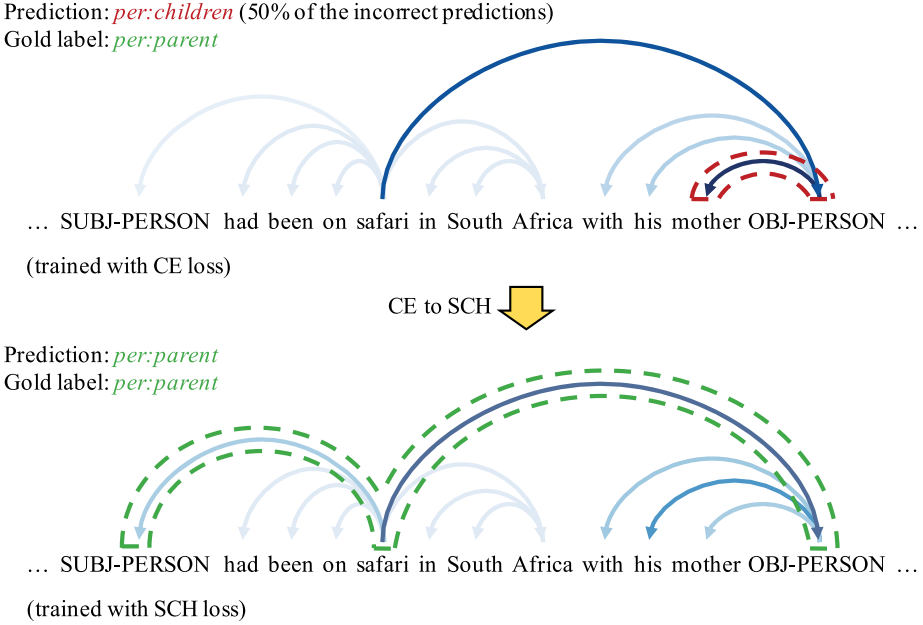 Prediction: per:children (50% of the incorrect predictions)
Gold label: per:parent
… SUBJ-PERSON had been on safari in South Africa with his mother OBJ-PERSON …
(trained with CE loss)
CE to SCH
Prediction: per:parent
Gold label: per:parent
… SUBJ-PERSON had been on safari in South Africa with his mother OBJ-PERSON …
(trained with SCH loss)